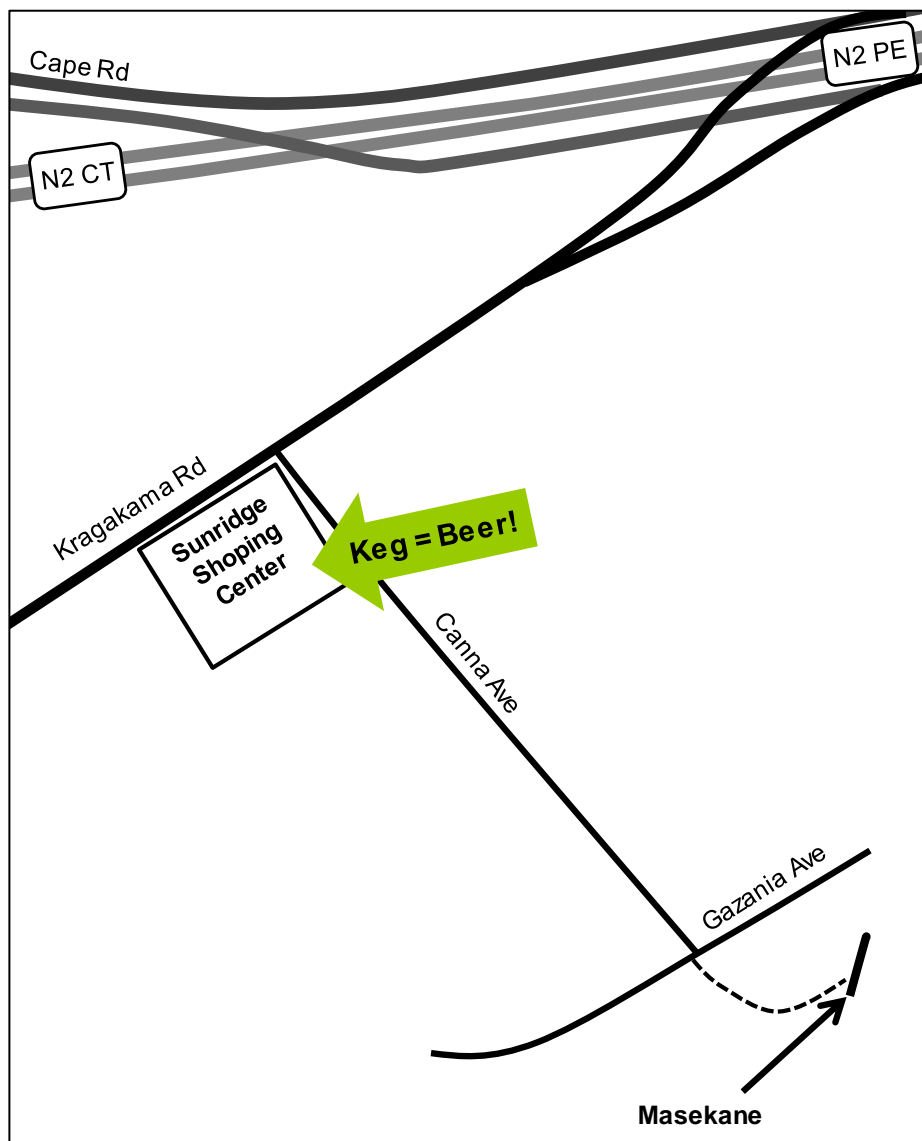 Cape Rd
N2 PE
N2 CT
Kragakama Rd
Sunridge
Shoping
Center
Keg = Beer!
Canna Ave
Gazania Ave
Masekane